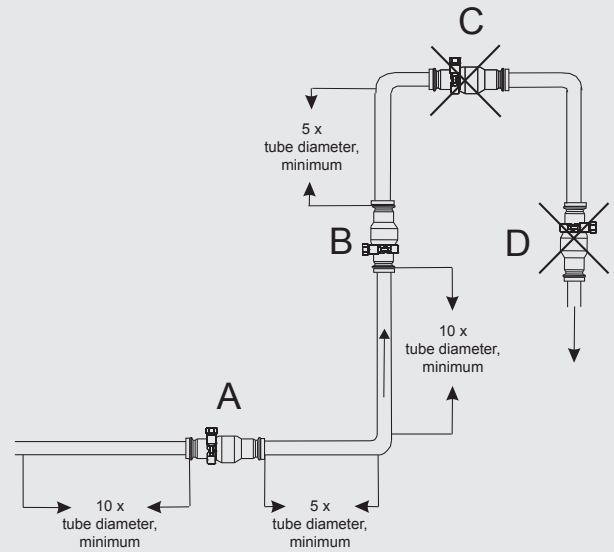 C
5 x
tube diameter,
minimum
B
D
10 x
tube diameter,
minimum
A
10 x
tube diameter,
minimum
5 x
tube diameter,
minimum